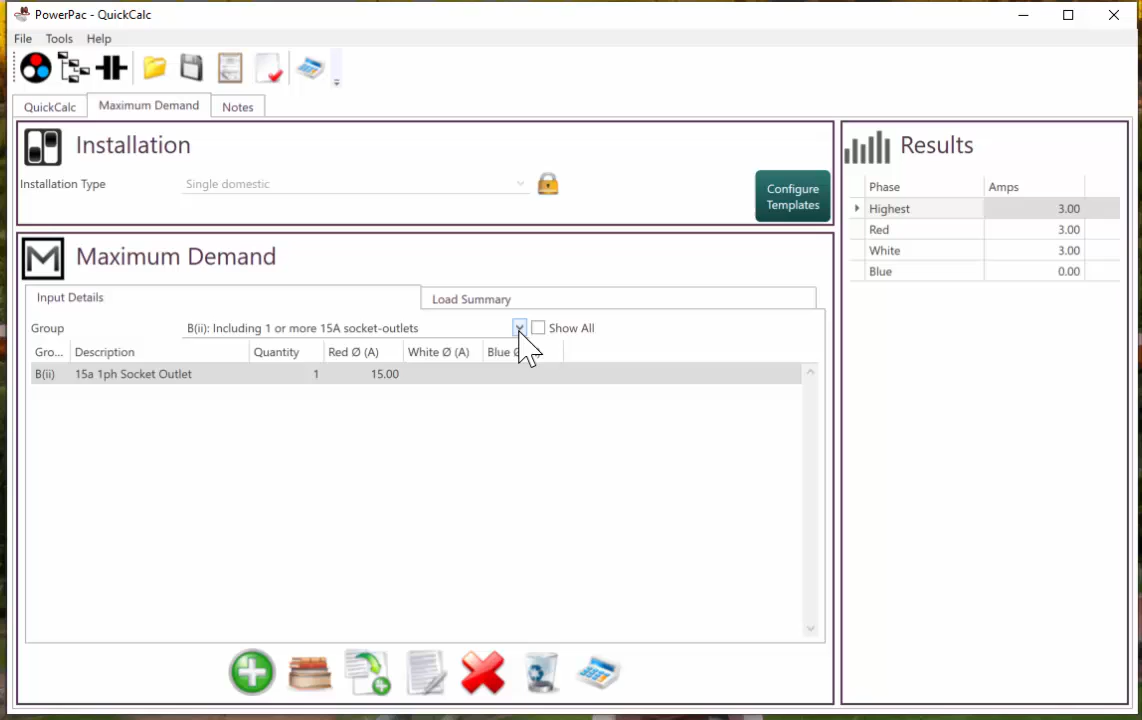 PowerPac - QuickCalc
File Tools Help
QuickCalc Maximum Demand Notes
Installation
Installation Type Single domestic
Configure
Templates
Maximum Demand
Input Details Load Summary
Group B(ii): Including 1 or more 15A socket-outlets Show All
Gro... Description Quantity Red Ø (A) White Ø (A) Blue
B(ii) 15a 1ph Socket Outlet 1 15.00
Results
Phase Amps
Highest 3.00
Red 3.00
White 3.00
Blue 0.00